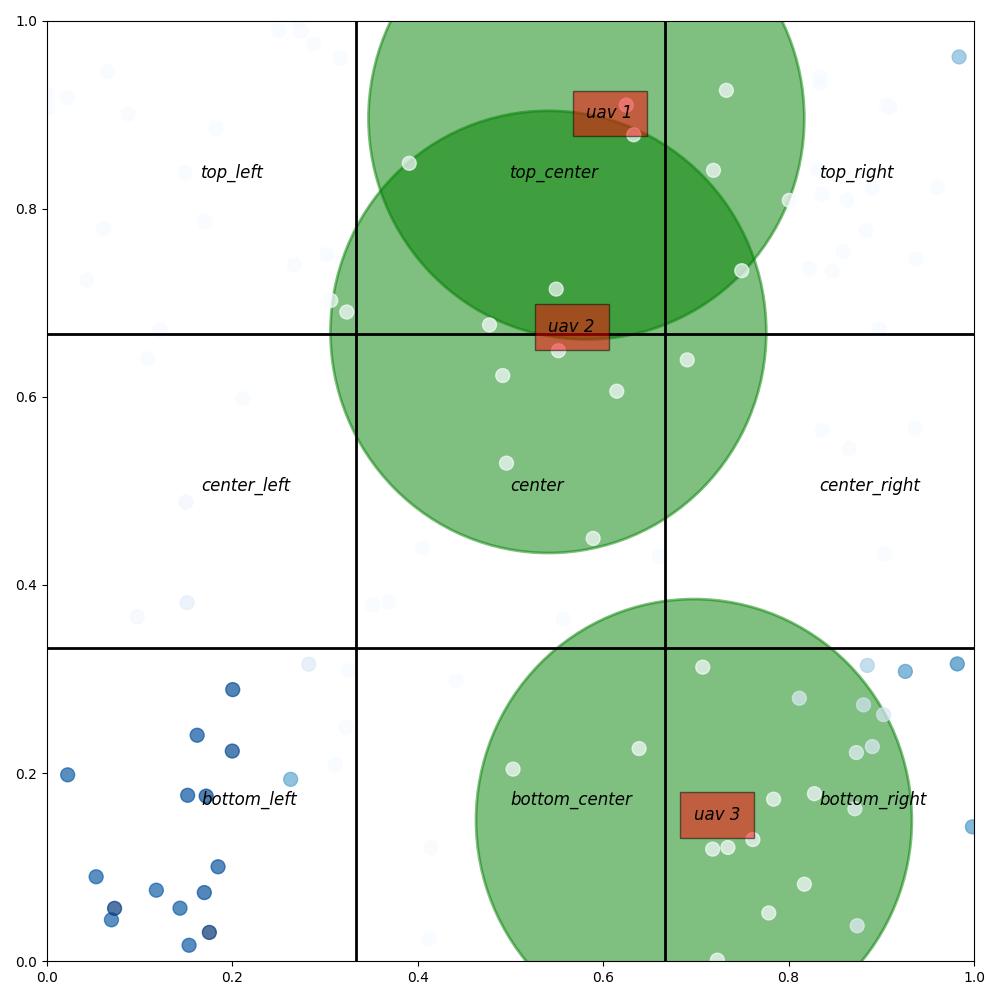 1.0
uav 1
top_left
top_center
top_right
0.8
uav 2
0.6
center_left
center
center_right
0.4
0.2
bottom_left
bottom_center
bottom_right
uav 3
0.0
0.0 0.2 0.4 0.6 0.8 1.0